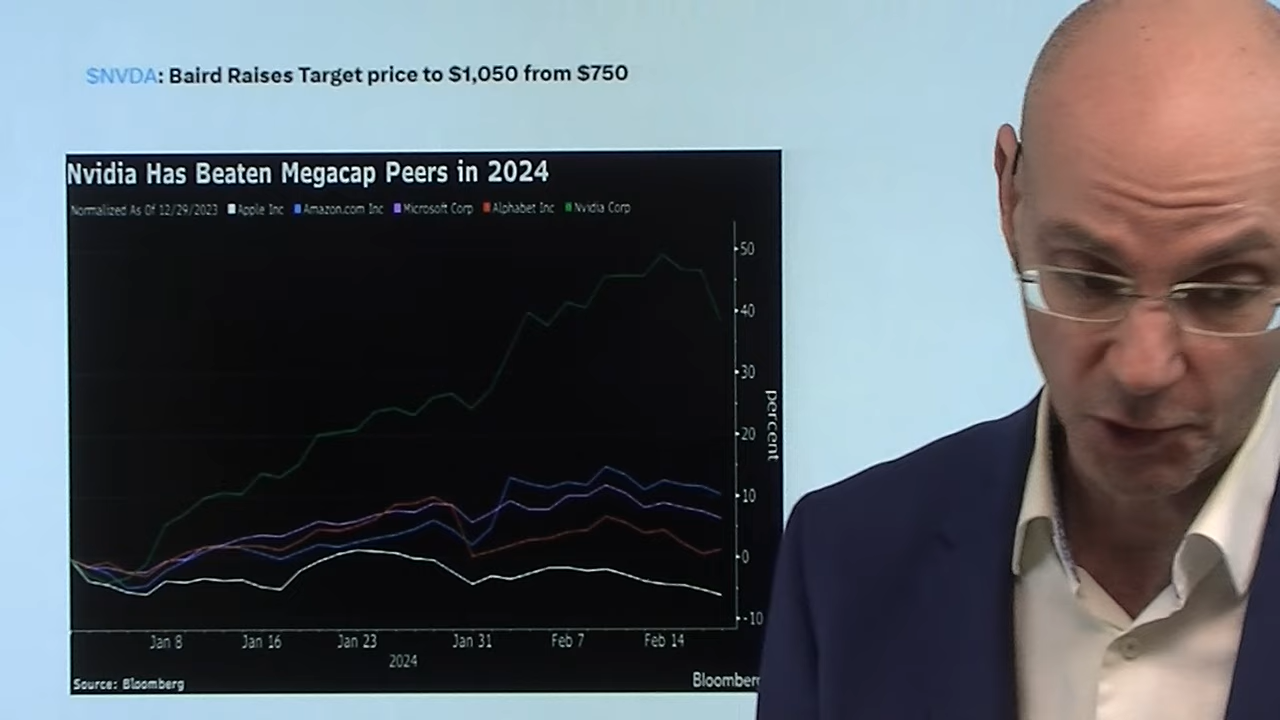 $NVDA: Baird Raises Target price to $1,050 from $750
Nvidia Has Beaten Megacap Peers in 2024
Normalized As Of 12/29/2023 Apple Inc Amazon.com Inc Microsoft Corp Alphabet Inc Nvidia Corp
50
40
30
20
10
0
-10
percent
Jan 8 Jan 16 Jan 23 Jan 31 Feb 7 Feb 14
2024
Source: Bloomberg
Bloomber